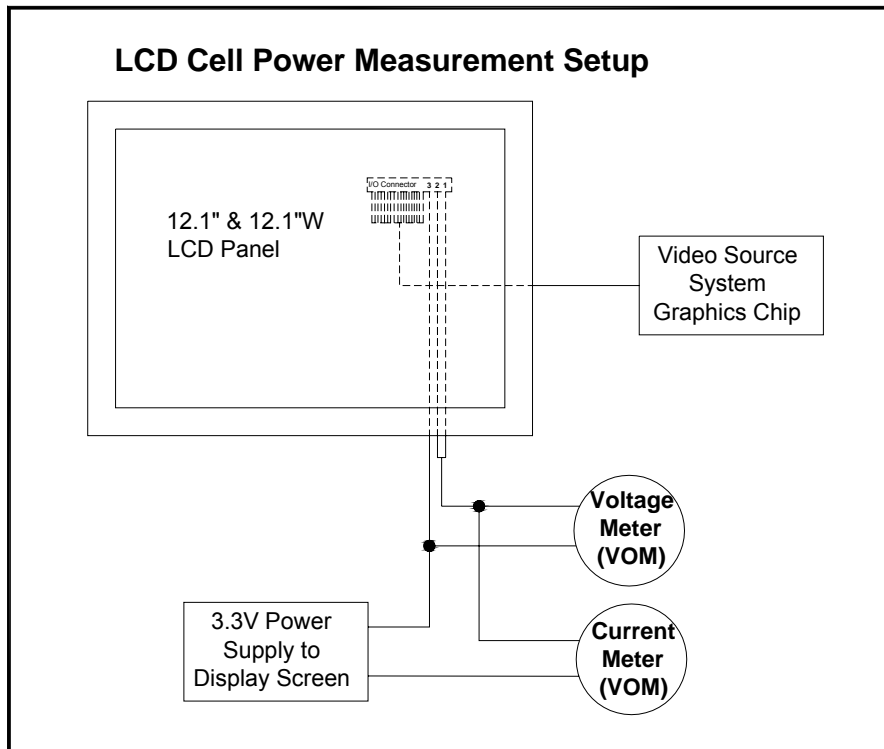 LCD Cell Power Measurement Setup
I/O Connector 3 2 1
12.1" & 12.1"W
LCD Panel
Video Source
System
Graphics Chip
Voltage
Meter
(VOM)
3.3V Power
Supply to
Display Screen
Current
Meter
(VOM)